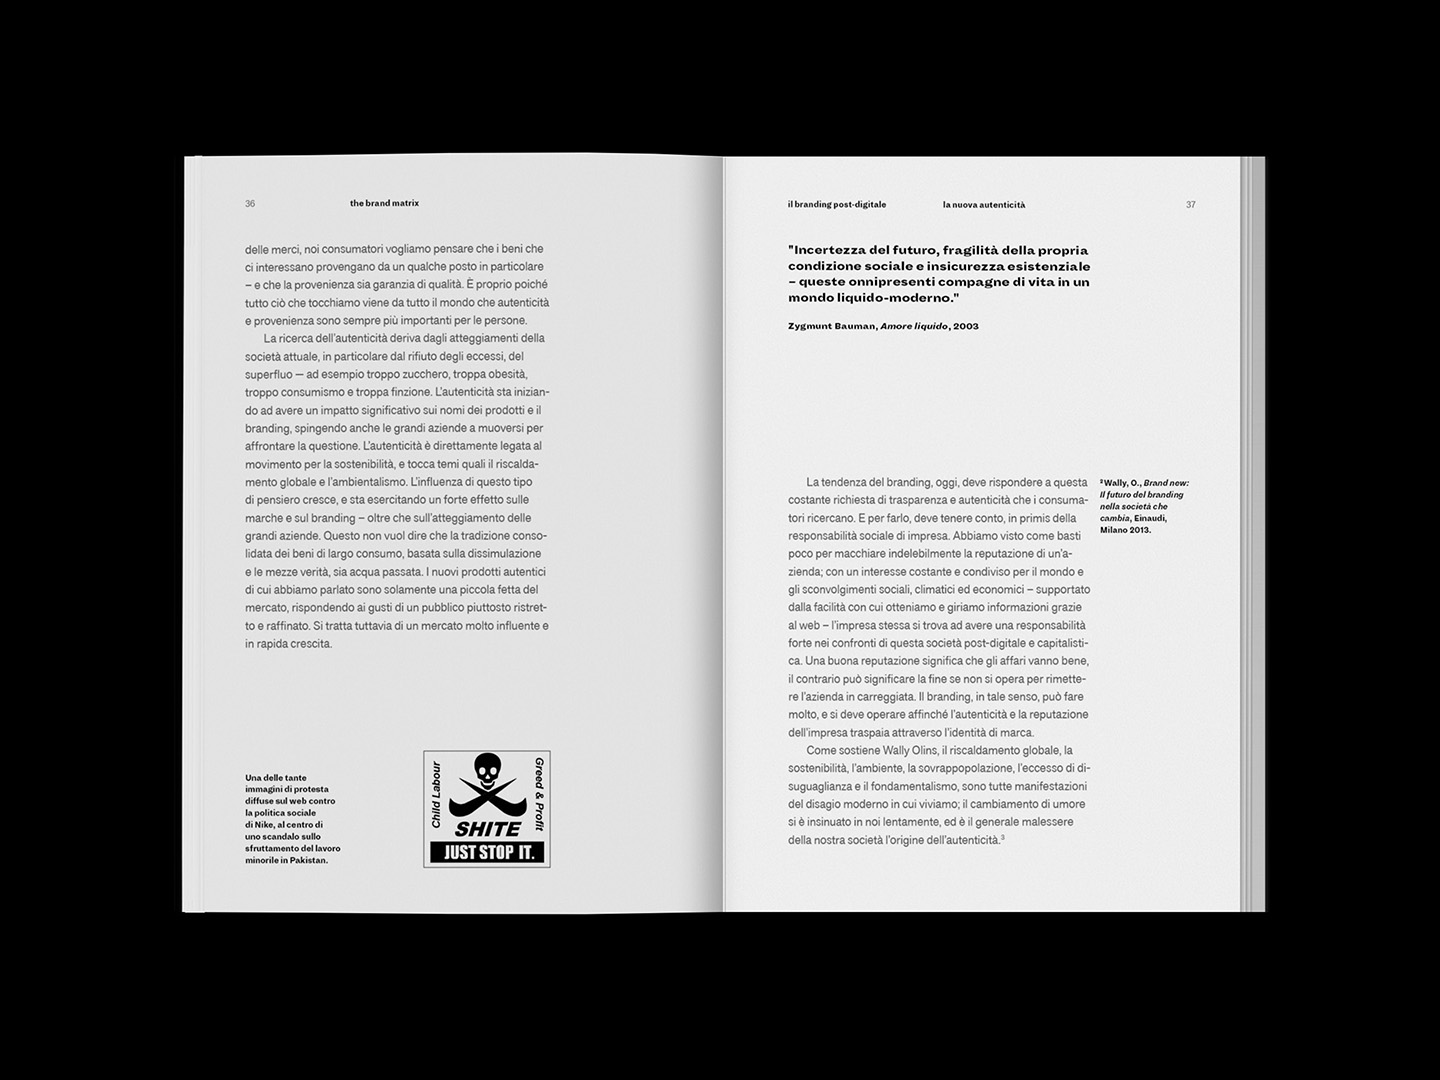 36
the brand matrix
delle merci, noi consumatori vogliamo pensare che i beni che
ci interessano provengano da un qualche posto in particolare
– e che la provenienza sia garanzia di qualità. È proprio poiché
tutto ciò che tocchiamo viene da tutto il mondo che autenticità
e provenienza sono sempre più importanti per le persone.
La ricerca dell'autenticità deriva dagli atteggiamenti della
società attuale, in particolare dal rifiuto degli eccessi, del
superfluo — ad esempio troppo zucchero, troppa obesità,
troppo consumismo e troppa finzione. L'autenticità sta inizian-
do ad avere un impatto significativo sui nomi dei prodotti e il
branding, spingendo anche le grandi aziende a muoversi per
affrontare la questione. L'autenticità è direttamente legata al
movimento per la sostenibilità, e tocca temi quali il riscalda-
mento globale e l'ambientalismo. L'influenza di questo tipo
di pensiero cresce, e sta esercitando un forte effetto sulle
marche e sul branding – oltre che sull'atteggiamento delle
grandi aziende. Questo non vuol dire che la tradizione conso-
lidata dei beni di largo consumo, basata sulla dissimulazione
e le mezze verità, sia acqua passata. I nuovi prodotti autentici
di cui abbiamo parlato sono solamente una piccola fetta del
mercato, rispondendo ai gusti di un pubblico piuttosto ristret-
to e raffinato. Si tratta tuttavia di un mercato molto influente e
in rapida crescita.
Una delle tante
immagini di protesta
diffuse sul web contro
la politica sociale
di Nike, al centro di
uno scandalo sullo
sfruttamento del lavoro
minorile in Pakistan.
Child Labour
Greed & Profit
SHITE
JUST STOP IT.
il branding post-digitale
la nuova autenticità
37
"Incertezza del futuro, fragilità della propria
condizione sociale e insicurezza esistenziale
– queste onnipresenti compagne di vita in un
mondo liquido-moderno."
Zygmunt Bauman, Amore liquido, 2003
La tendenza del branding, oggi, deve rispondere a questa
costante richiesta di trasparenza e autenticità che i consuma-
tori ricercano. E per farlo, deve tenere conto, in primis della
responsabilità sociale di impresa. Abbiamo visto come basti
poco per macchiare indelebilmente la reputazione di un'a-
zienda; con un interesse costante e condiviso per il mondo e
gli sconvolgimenti sociali, climatici ed economici – supportato
dalla facilità con cui otteniamo e giriamo informazioni grazie
al web – l'impresa stessa si trova ad avere una responsabilità
forte nei confronti di questa società post-digitale e capitalisti-
ca. Una buona reputazione significa che gli affari vanno bene,
il contrario può significare la fine se non si opera per rimette-
re l'azienda in carreggiata. Il branding, in tale senso, può fare
molto, e si deve operare affinché l'autenticità e la reputazione
dell'impresa traspaia attraverso l'identità di marca.
Come sostiene Wally Olins, il riscaldamento globale, la
sostenibilità, l'ambiente, la sovrappopolazione, l'eccesso di di-
suguaglianza e il fondamentalismo, sono tutte manifestazioni
del disagio moderno in cui viviamo; il cambiamento di umore
si è insinuato in noi lentamente, ed è il generale malessere
della nostra società l'origine dell'autenticità.³
³ Wally, O., Brand new:
Il futuro del branding
nella società che
cambia, Einaudi,
Milano 2013.